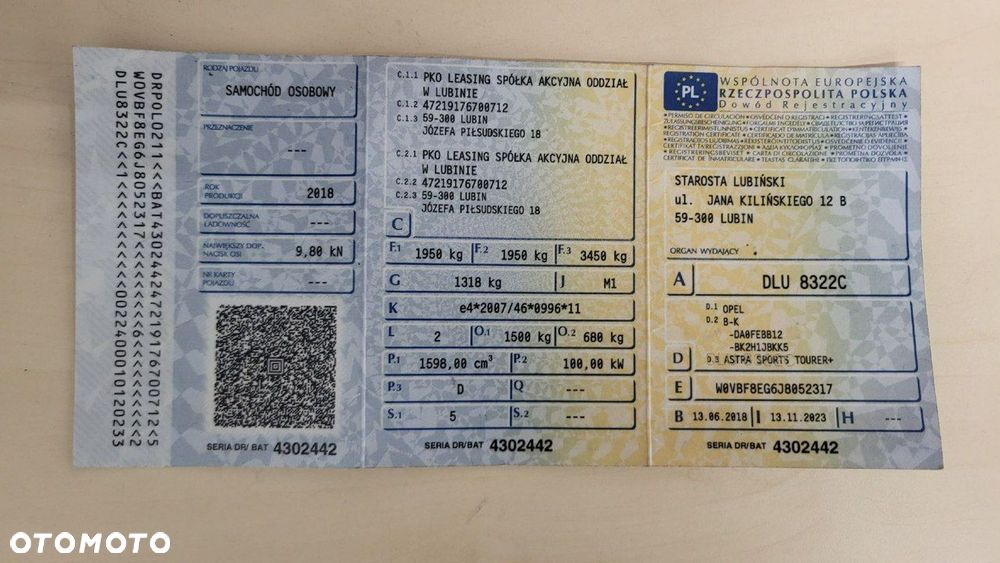 DRPOL0211<<BAT43024424721917670​0712<5
W0VBF8EG6J8052317<<<<<<6<<<<<<<2
DLU8322C<1<<<<<<<<00224000101202​33
RODZAJ POJAZDU
SAMOCHÓD OSOBOWY
PRZEZNACZENIE
---
ROK
PRODUKCJI
2018
DOPUSZCZALNA
ŁADOWNOŚĆ
---
NAJWIĘKSZY DOP.
NACISK OSI
9,80 kN
NR KARTY
POJAZDU
---
SERIA DR/ BAT 4302442
C.1.1 PKO LEASING SPÓŁKA AKCYJNA ODDZIAŁ
W LUBINIE
C.1.2 47219176700712
C.1.3 59-300 LUBIN
JÓZEFA PIŁSUDSKIEGO 18
C.2.1 PKO LEASING SPÓŁKA AKCYJNA ODDZIAŁ
W LUBINIE
C.2.2 47219176700712
C.2.3 59-300 LUBIN
JÓZEFA PIŁSUDSKIEGO 18
C
F.1 1950 kg F.2 1950 kg F.3 3450 kg
G 1318 kg J M1
K e4*2007/46*0996*11
L 2 O.1 1500 kg O.2 680 kg
P.1 1598,00 cm³ P.2 100,00 kW
P.3 D Q ---
S.1 5 S.2 ---
SERIA DR/BAT 4302442
PL
WSPÓLNOTA EUROPEJSKA
RZECZPOSPOLITA POLSKA
Dowód Rejestracyjny
STAROSTA LUBIŃSKI
ul. JANA KILIŃSKIEGO 12 B
59-300 LUBIN
ORGAN WYDAJĄCY
A DLU 8322C
D.1 OPEL
D.2 B-K
-DA0FEBB12
-BK2H1JBKK5
D D.3 ASTRA SPORTS TOURER+
E W0VBF8EG6J8052317
B 13.06.2018 I 13.11.2023 H ---
SERIA DR/BAT 4302442
OTOMOTO